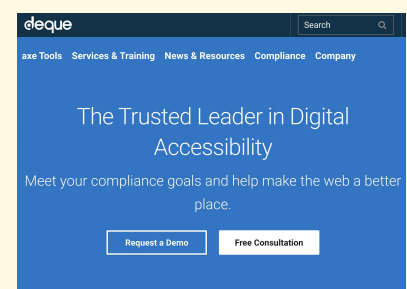 deque
Search
axe Tools Services & Training News & Resources Compliance Company
The Trusted Leader in Digital
Accessibility
Meet your compliance goals and help make the web a better
place.
Request a Demo
Free Consultation